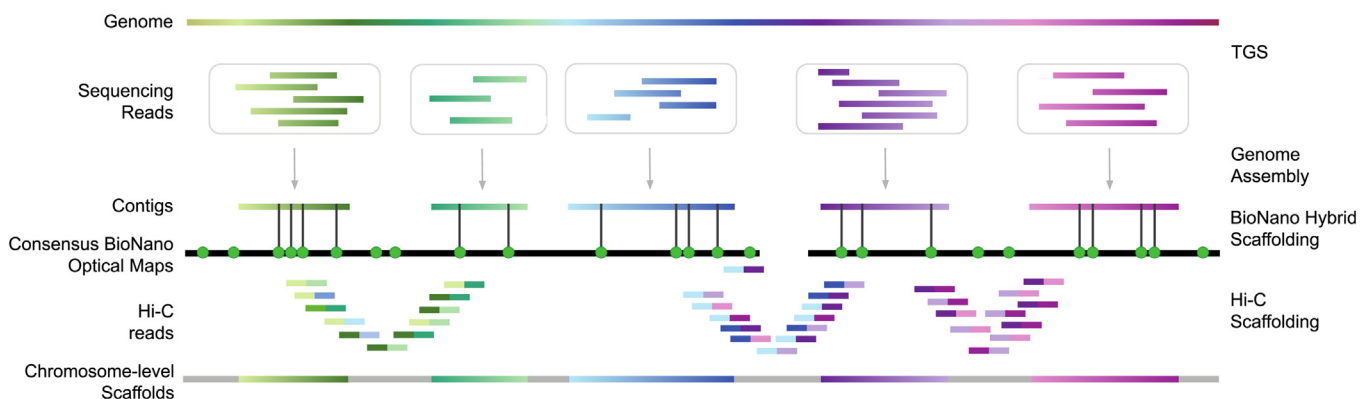 Genome
TGS
Sequencing
Reads
Genome
Assembly
Contigs
BioNano Hybrid
Scaffolding
Consensus BioNano
Optical Maps
Hi-C
reads
Hi-C
Scaffolding
Chromosome-level
Scaffolds